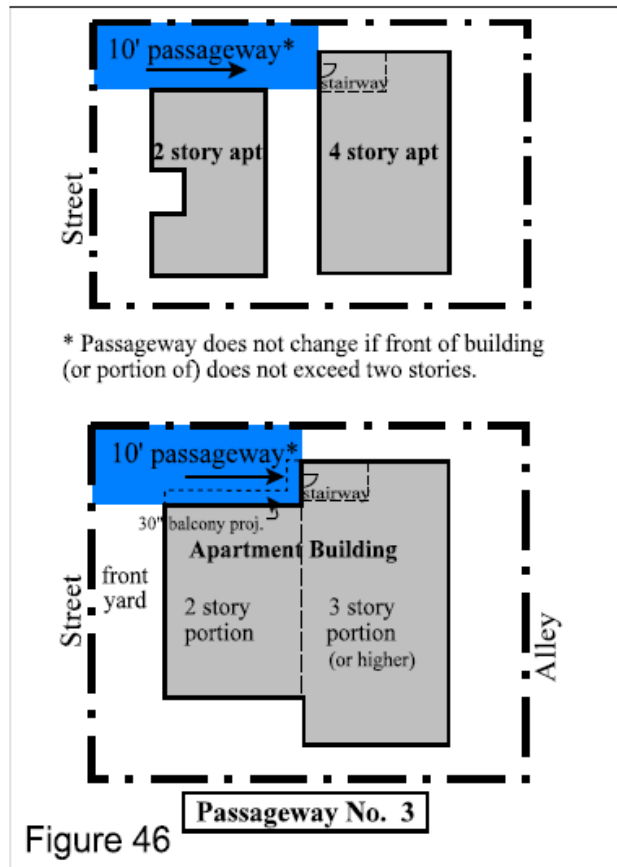 10' passageway*
stairway
2 story apt
4 story apt
Street
* Passageway does not change if front of building
(or portion of) does not exceed two stories.
10' passageway*
stairway
30" balcony proj.
Apartment Building
front
yard
2 story
portion
3 story
portion
(or higher)
Street
Alley
Passageway No. 3
Figure 46